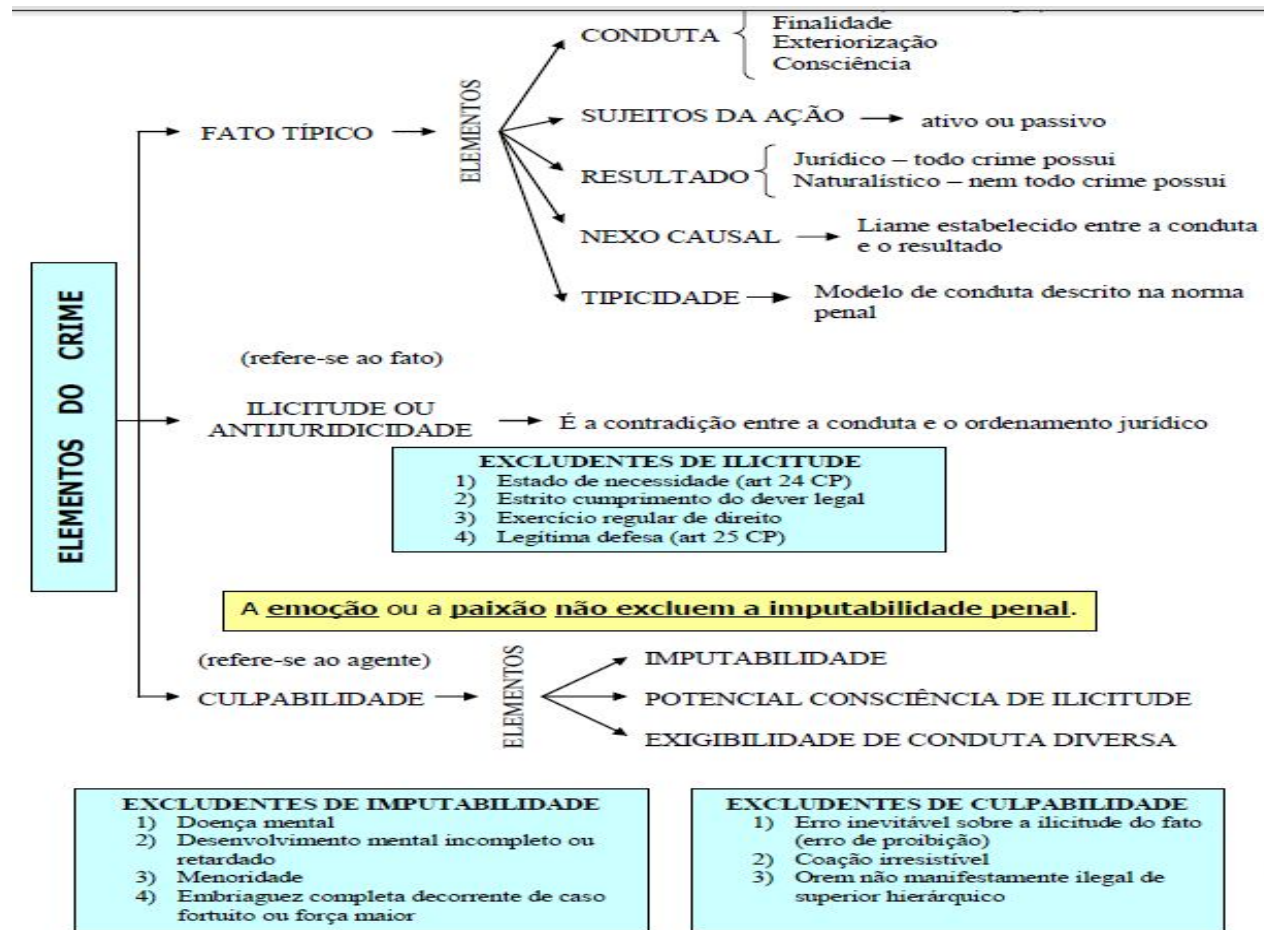 CONDUTA
Finalidade
Exteriorização
Consciência
SUJEITOS DA AÇÃO
ativo ou passivo
FATO TÍPICO
ELEMENTOS
RESULTADO
Jurídico – todo crime possui
Naturalístico – nem todo crime possui
NEXO CAUSAL
Liame estabelecido entre a conduta
e o resultado
TIPICIDADE
Modelo de conduta descrito na norma
penal
ELEMENTOS DO CRIME
(refere-se ao fato)
ILICITUDE OU
ANTIJURIDICIDADE
É a contradição entre a conduta e o ordenamento jurídico
EXCLUDENTES DE ILICITUDE
1) Estado de necessidade (art 24 CP)
2) Estrito cumprimento do dever legal
3) Exercício regular de direito
4) Legítima defesa (art 25 CP)
A emoção ou a paixão não excluem a imputabilidade penal.
(refere-se ao agente)
CULPABILIDADE
ELEMENTOS
IMPUTABILIDADE
POTENCIAL CONSCIÊNCIA DE ILICITUDE
EXIGIBILIDADE DE CONDUTA DIVERSA
EXCLUDENTES DE IMPUTABILIDADE
1) Doença mental
2) Desenvolvimento mental incompleto ou
retardado
3) Menoridade
4) Embriaguez completa decorrente de caso
fortuito ou força maior
EXCLUDENTES DE CULPABILIDADE
1) Erro inevitável sobre a ilicitude do fato
(erro de proibição)
2) Coação irresistível
3) Orem não manifestamente ilegal de
superior hierárquico